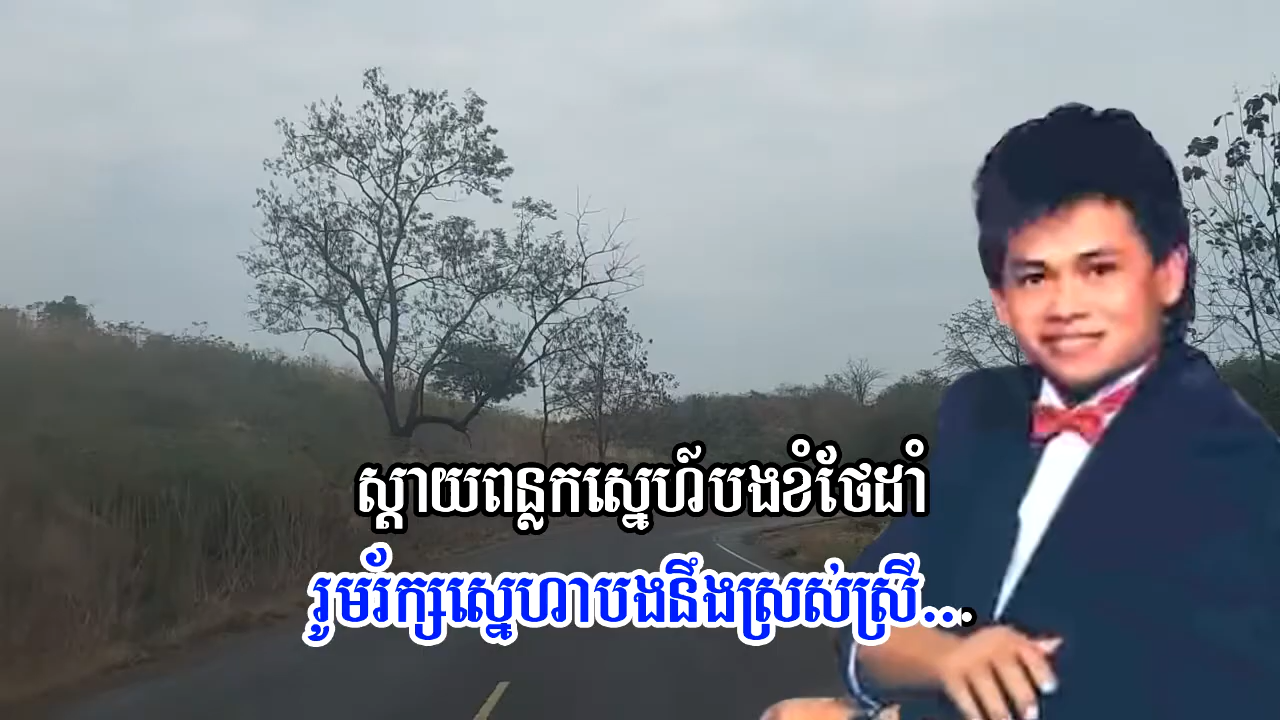 ស្ដាយពន្លកស្នេហ៍បងខំថែដាំ
រួមរ័ក្សស្នេហាបងនឹងស្រស់ស្រី...